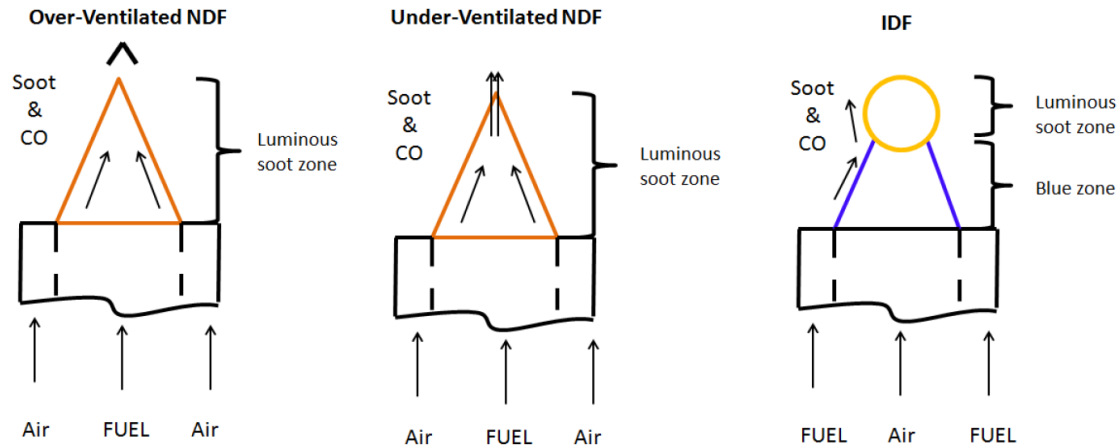 Over-Ventilated NDF
Soot
&
CO
Luminous
soot zone
Air
FUEL
Air
Under-Ventilated NDF
Soot
&
CO
Luminous
soot zone
Air
FUEL
Air
IDF
Soot
&
CO
Luminous
soot zone
Blue zone
FUEL
Air
FUEL